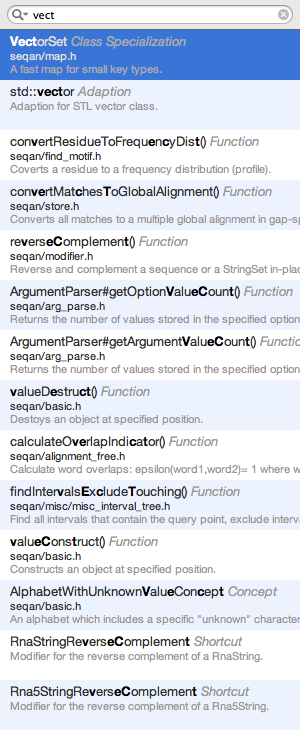 vect
VectorSet Class Specialization
seqan/map.h
A fast map for small key types.
std::vector Adaption
Adaption for STL vector class.
convertResidueToFrequencyDist() Function
seqan/find_motif.h
Coverts a residue to a frequency distribution (profile).
convertMatchesToGlobalAlignment() Function
seqan/store.h
Converts all matches to a multiple global alignment in gap-sp
reverseComplement() Function
seqan/modifier.h
Reverse and complement a sequence or a StringSet in-plac
ArgumentParser#getOptionValueCount() Function
seqan/arg_parse.h
Returns the number of values stored in the specified option
ArgumentParser#getArgumentValueCount() Function
seqan/arg_parse.h
Returns the number of values stored in the specified option
valueDestruct() Function
seqan/basic.h
Destoys an object at specified position.
calculateOverlapIndicator() Function
seqan/alignment_free.h
Calculate word overlaps: epsilon(word1,word2)= 1 where w
findIntervalsExcludeTouching() Function
seqan/misc/misc_interval_tree.h
Find all intervals that contain the query point, exclude interva
valueConstruct() Function
seqan/basic.h
Constructs an object at specified position.
AlphabetWithUnknownValueConcept Concept
seqan/basic.h
An alphabet which includes a specific "unknown" character
RnaStringReverseComplement Shortcut
Modifier for the reverse complement of a RnaString.
Rna5StringReverseComplement Shortcut
Modifier for the reverse complement of a Rna5String.